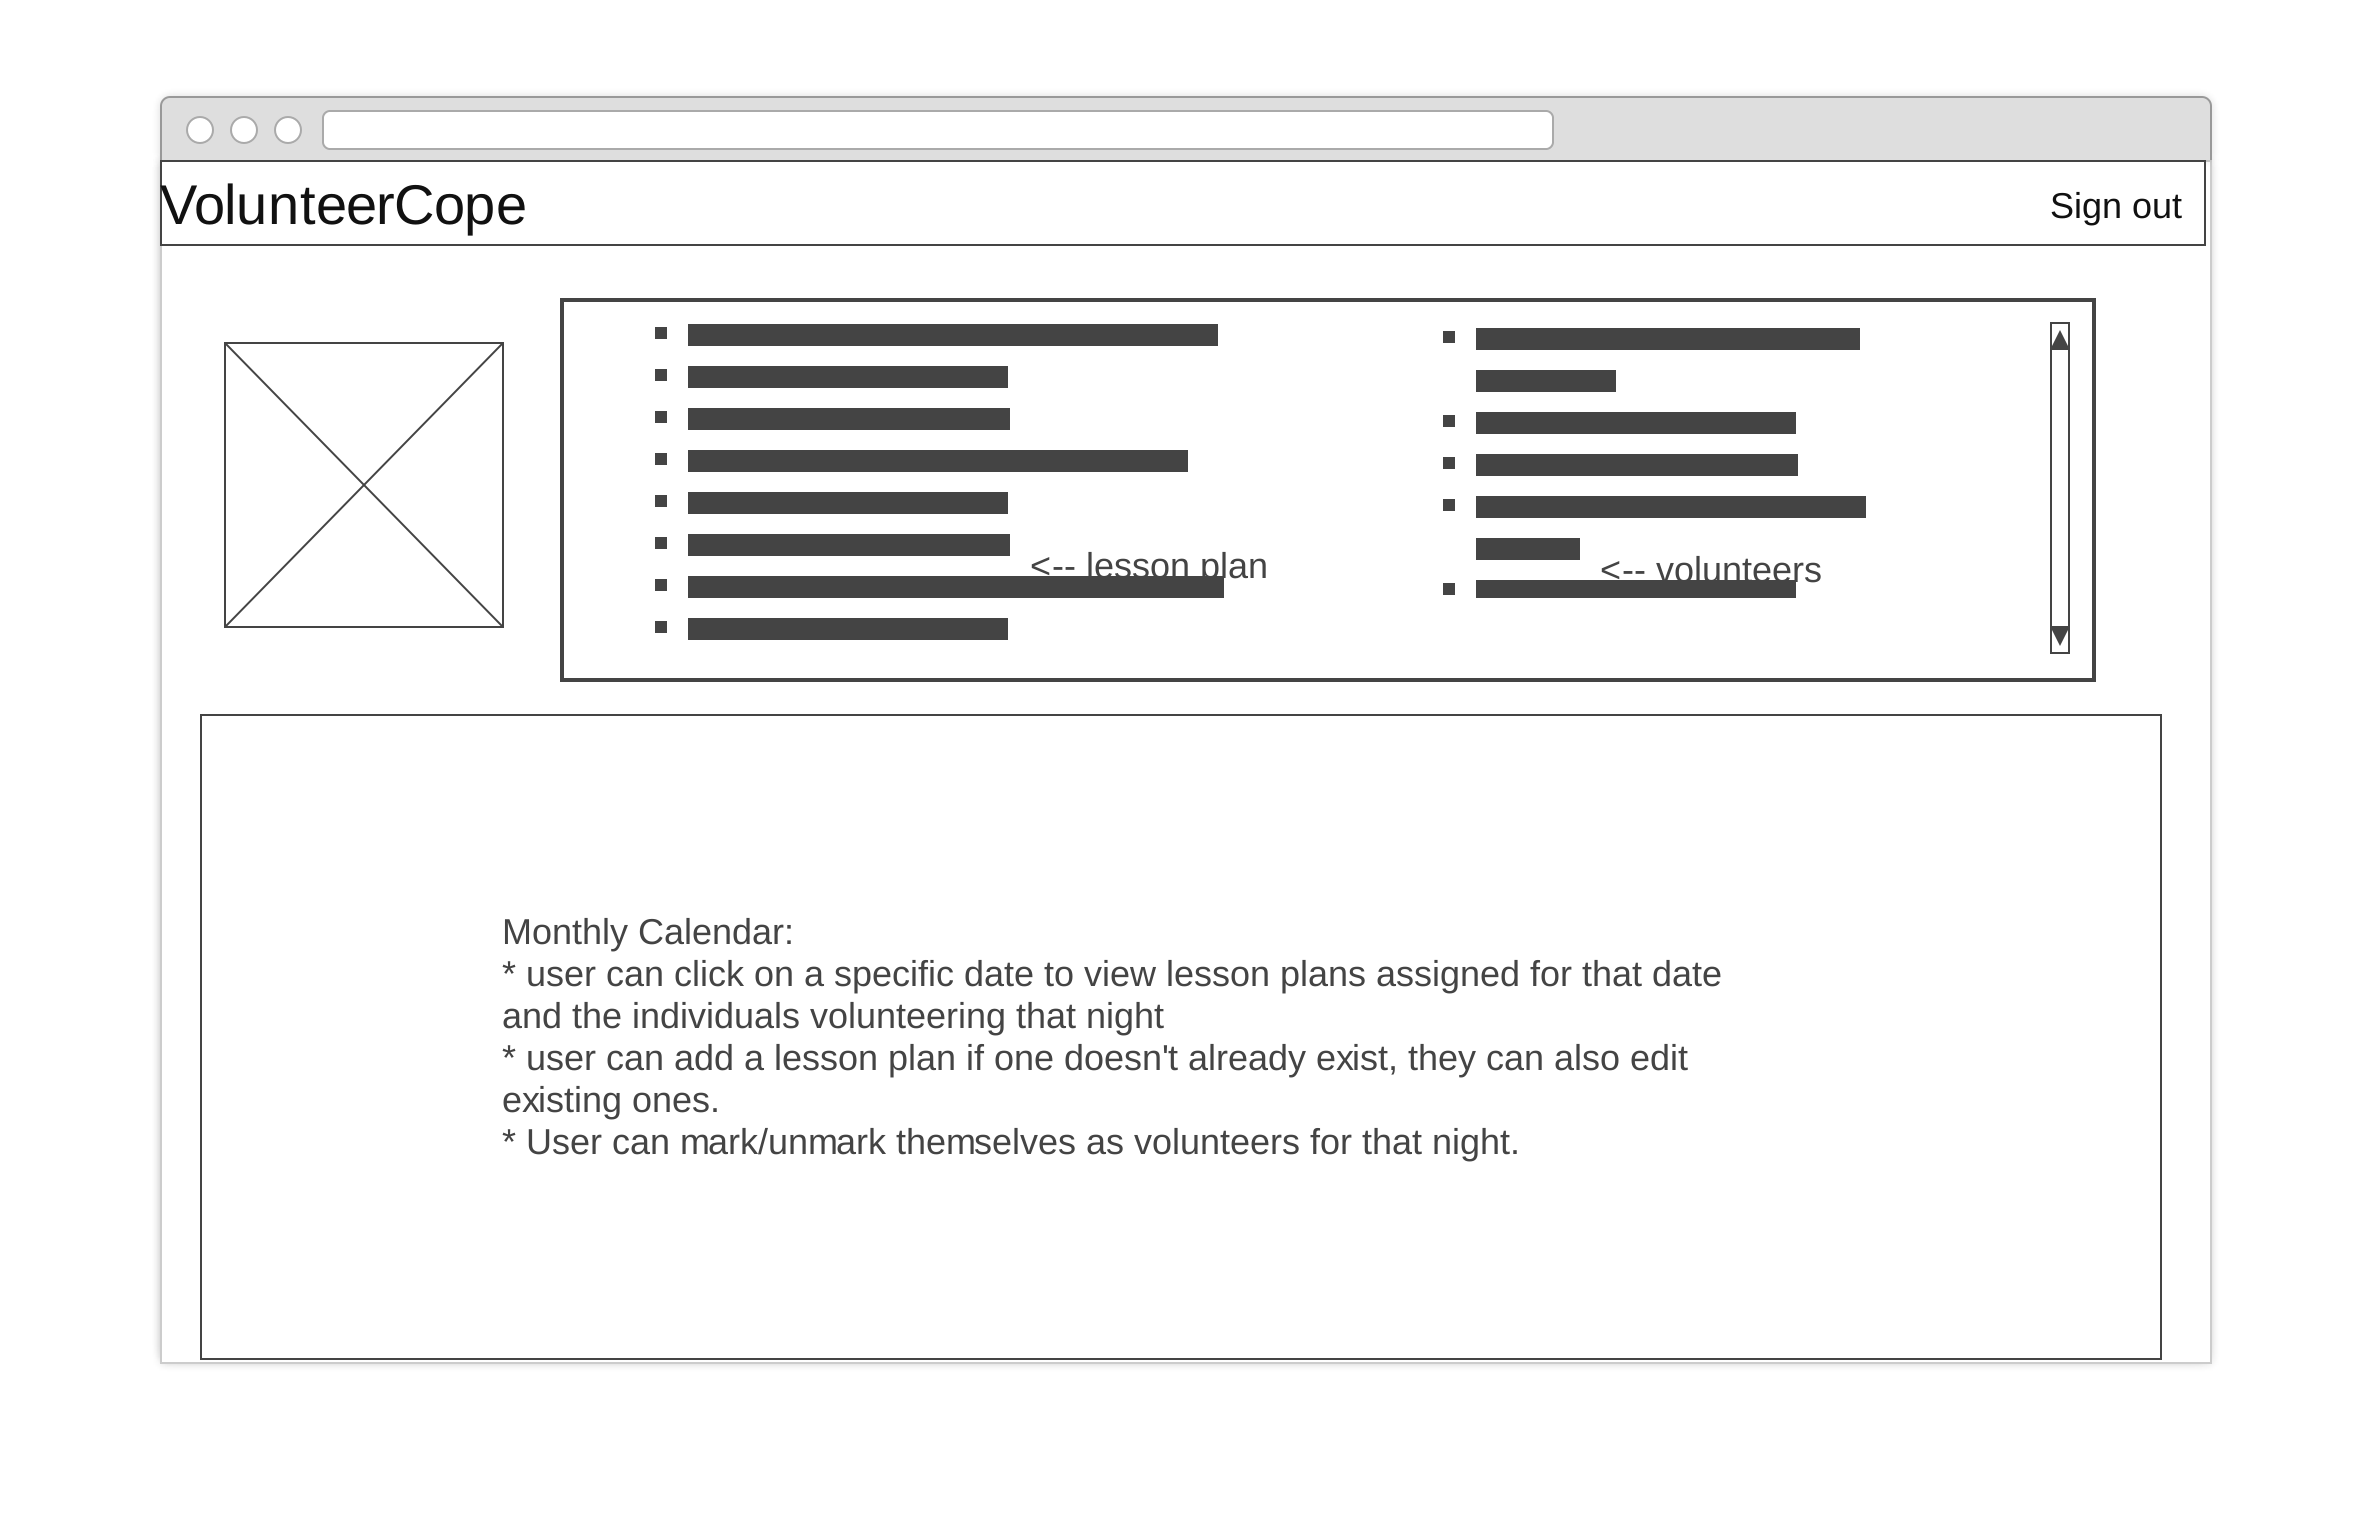 VolunteerCope
Sign out
<-- lesson plan
<-- volunteers
Monthly Calendar:
* user can click on a specific date to view lesson plans assigned for that date
and the individuals volunteering that night
* user can add a lesson plan if one doesn't already exist, they can also edit
existing ones.
* User can mark/unmark themselves as volunteers for that night.